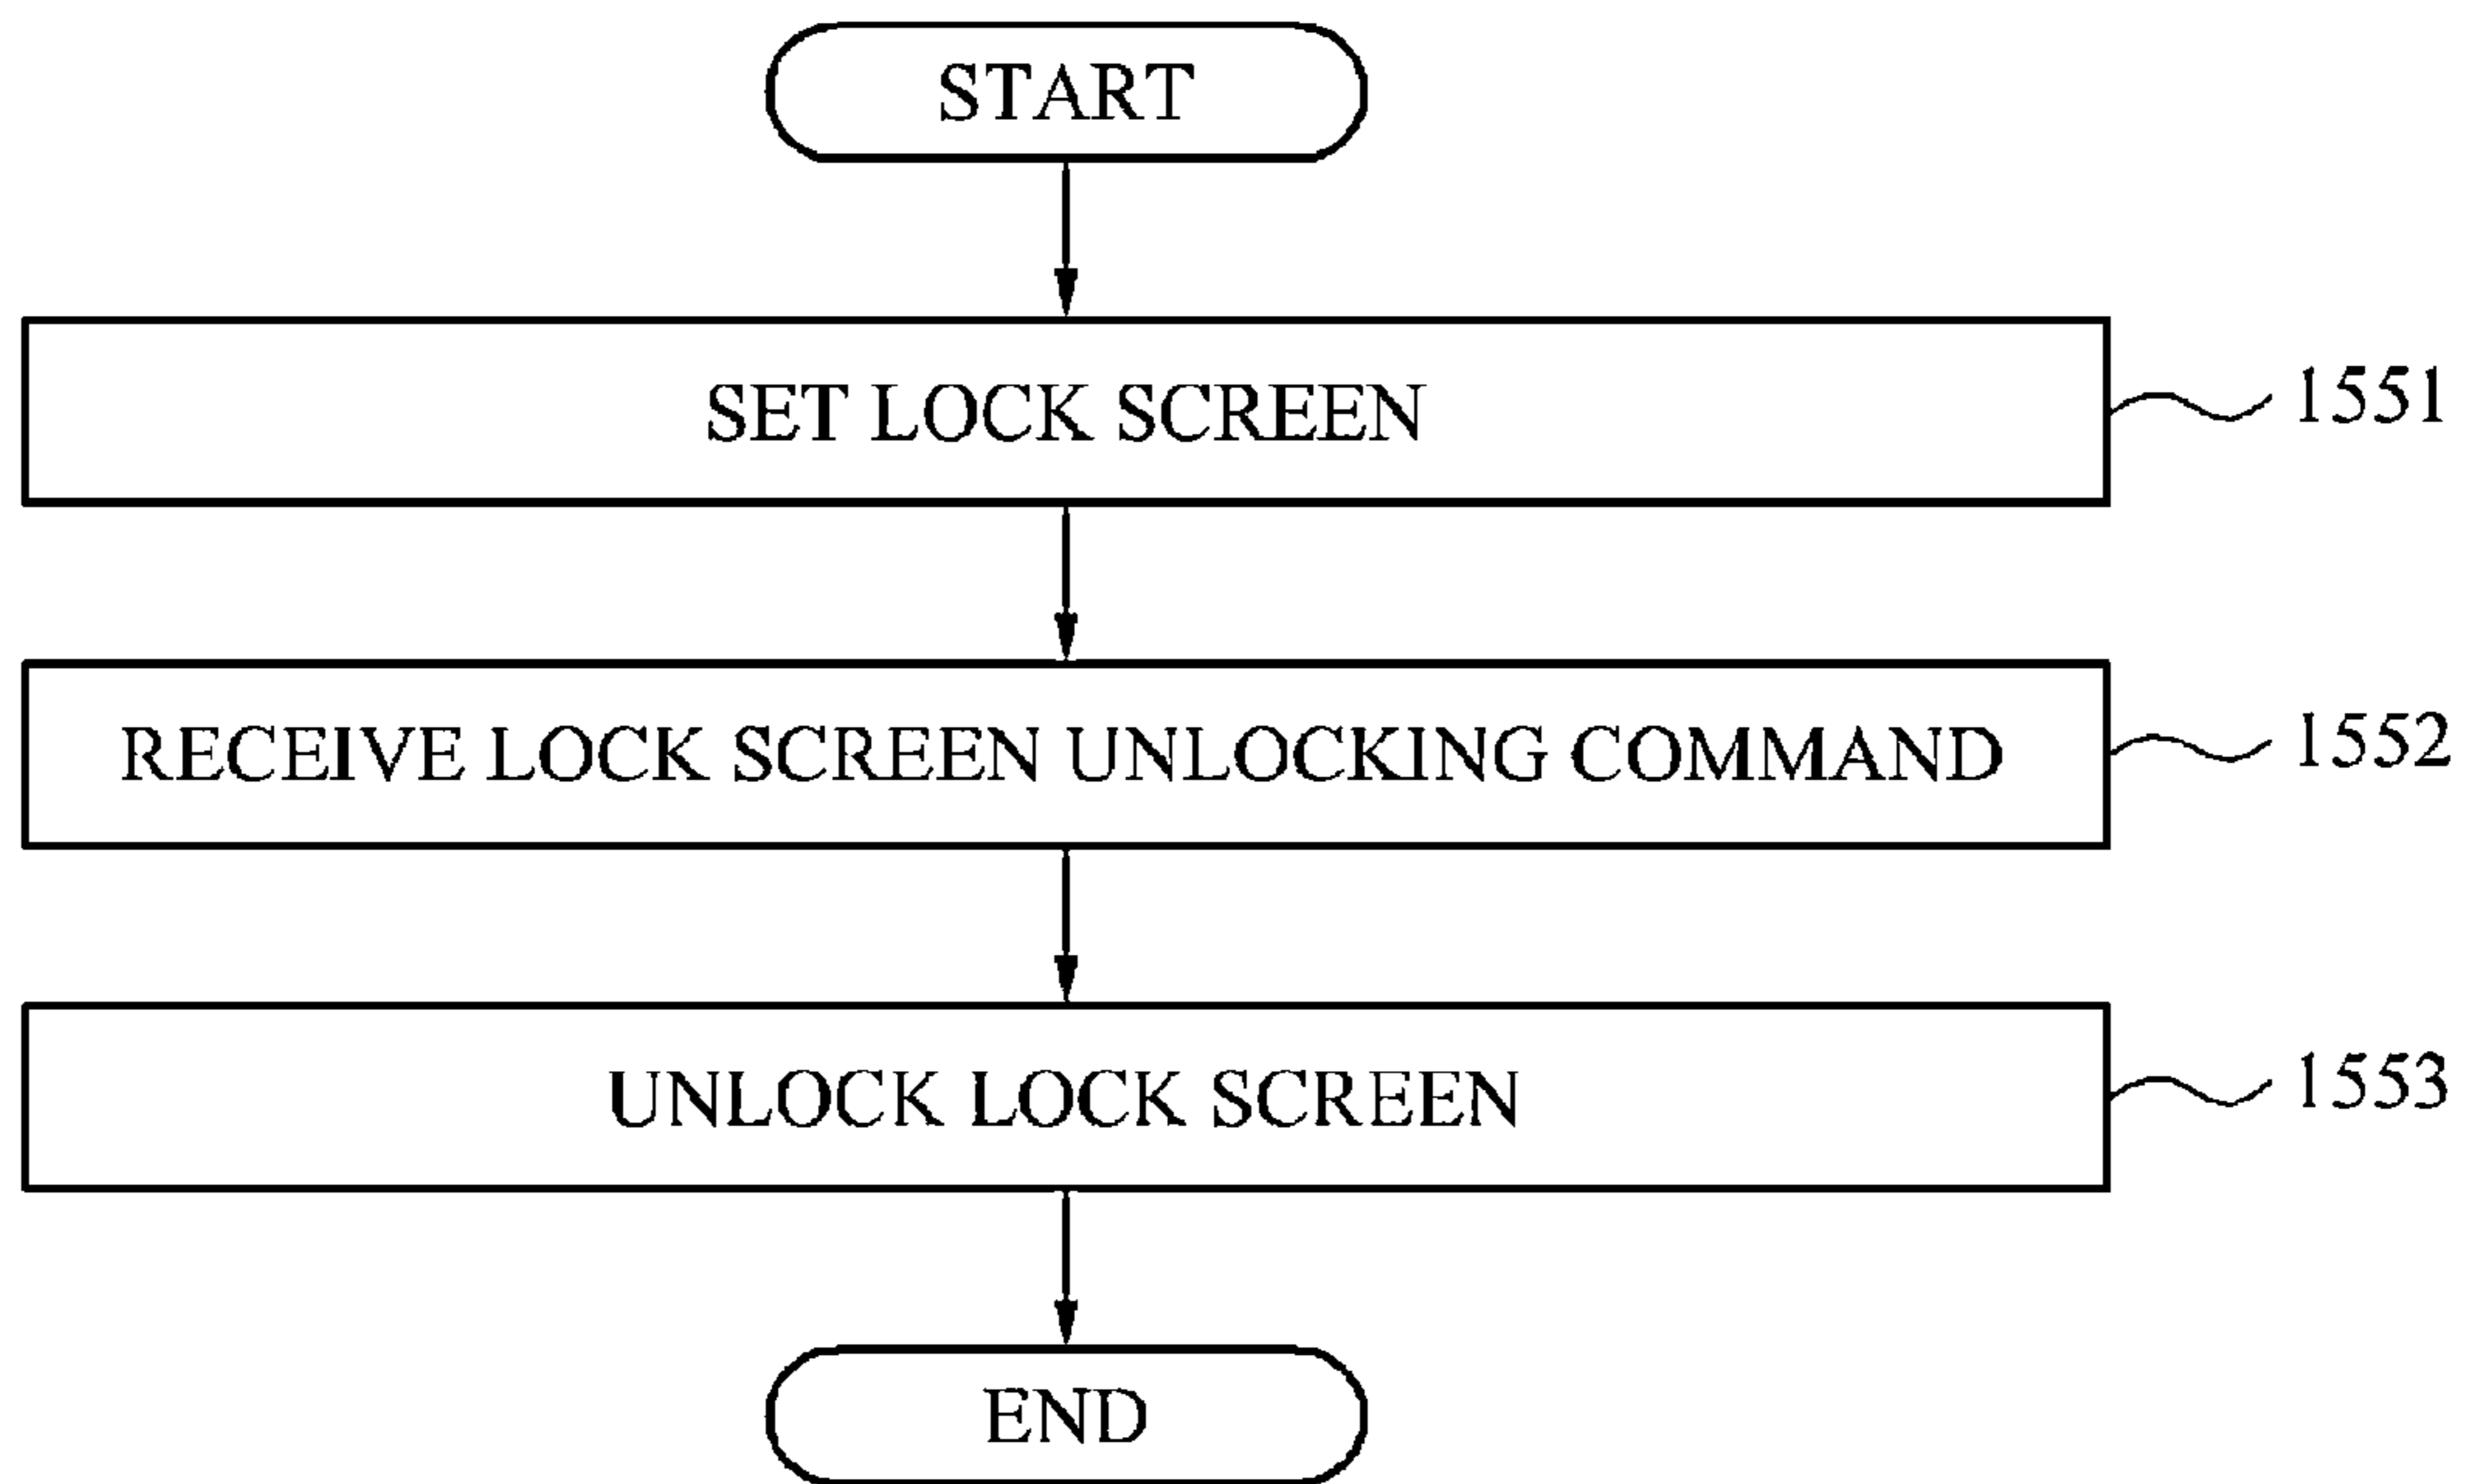 START
SET LOCK SCREEN
1551
RECEIVE LOCK SCREEN UNLOCKING COMMAND
1552
UNLOCK LOCK SCREEN
1553
END